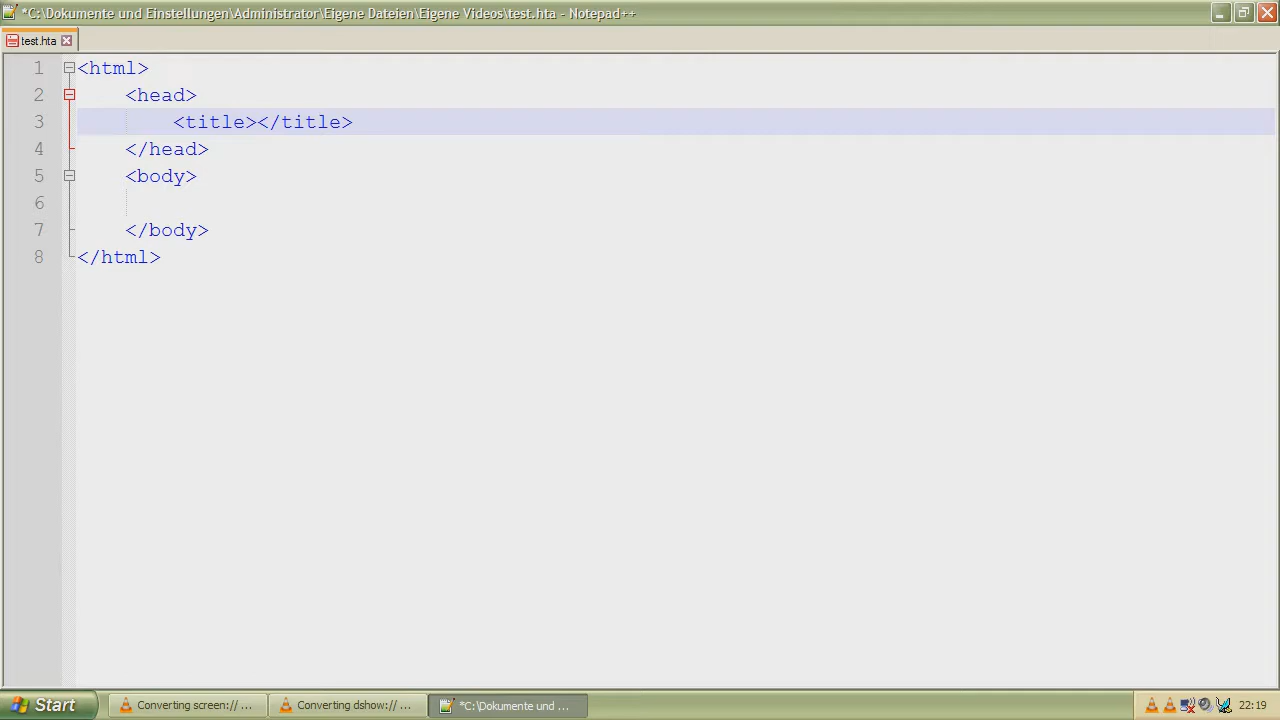 *C:\Dokumente und Einstellungen\Administrator\Eigene Dateien\Eigene Videos\test.hta - Notepad++
test.hta
1 <html>
2 <head>
3 <title></title>
4 </head>
5 <body>
6
7 </body>
8 </html>
Start Converting screen:// ... Converting dshow:// ... *C:\Dokumente und ... 22:19